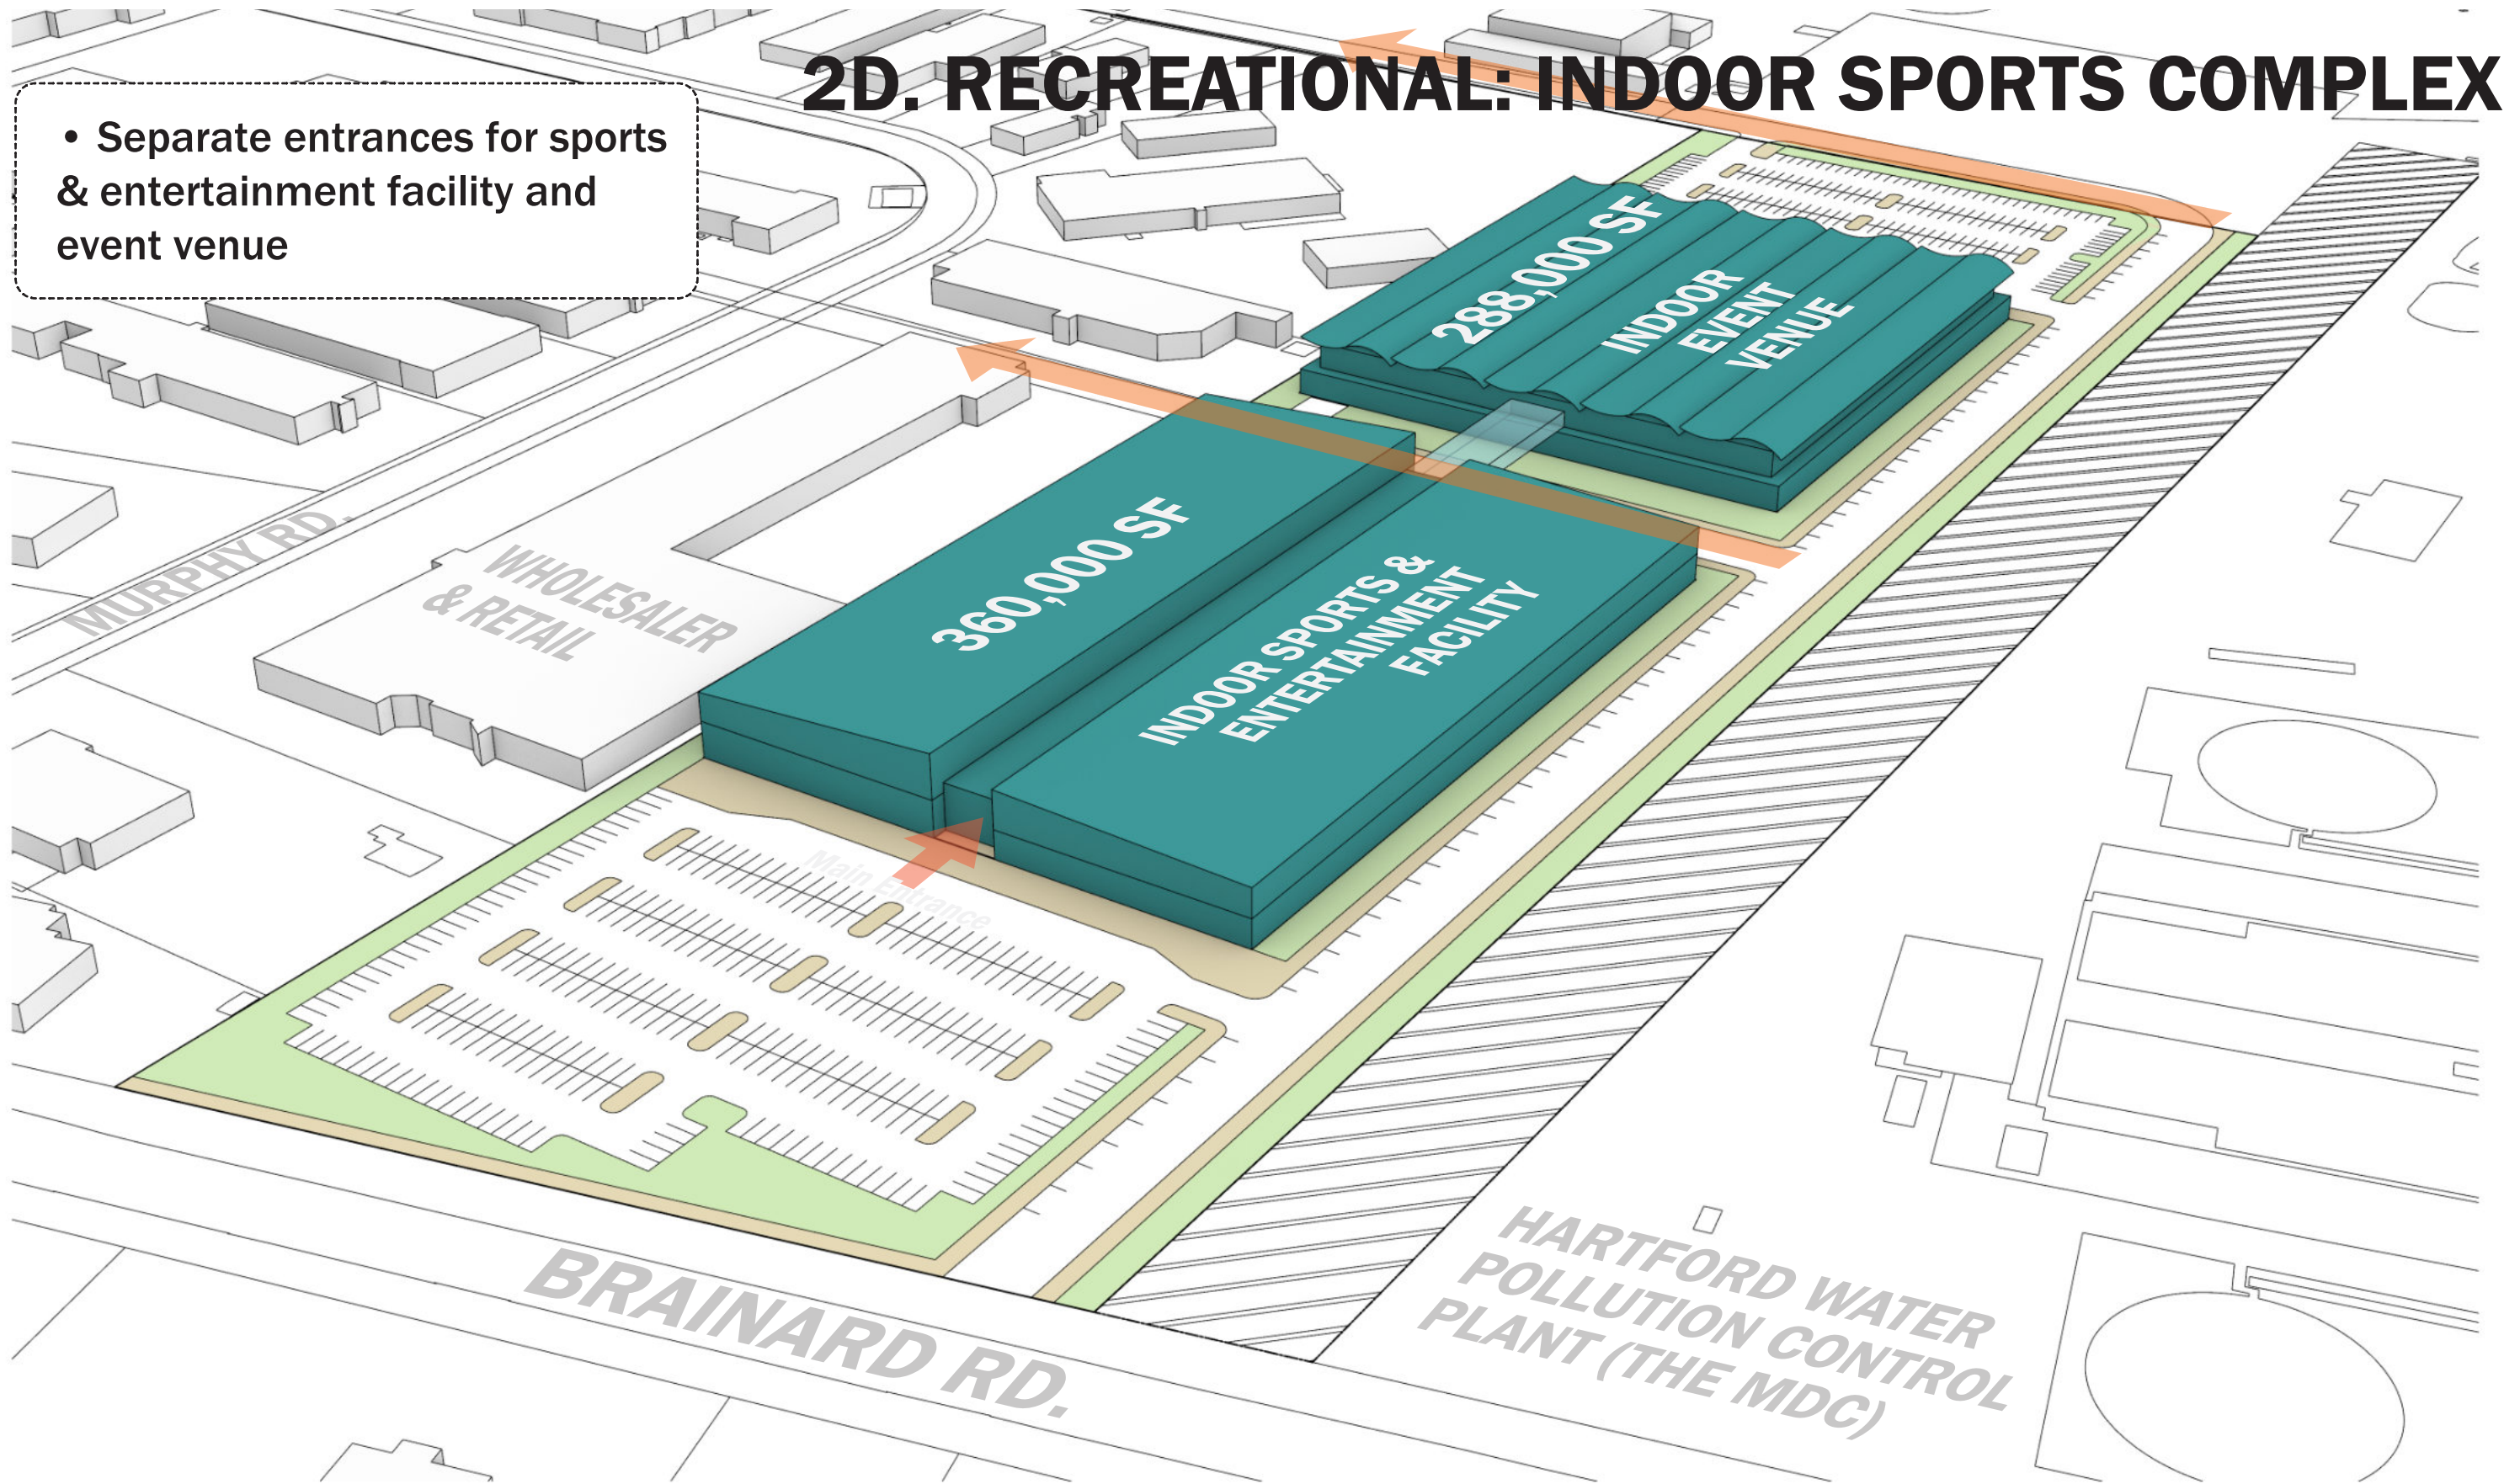 2D. RECREATIONAL: INDOOR SPORTS COMPLEX
• Separate entrances for sports
& entertainment facility and
event venue
288,000 SF
INDOOR
EVENT
VENUE
360,000 SF
INDOOR SPORTS &
ENTERTAINMENT
FACILITY
MURPHY RD.
WHOLESALER
& RETAIL
Main Entrance
BRAINARD RD.
HARTFORD WATER
POLLUTION CONTROL
PLANT (THE MDC)